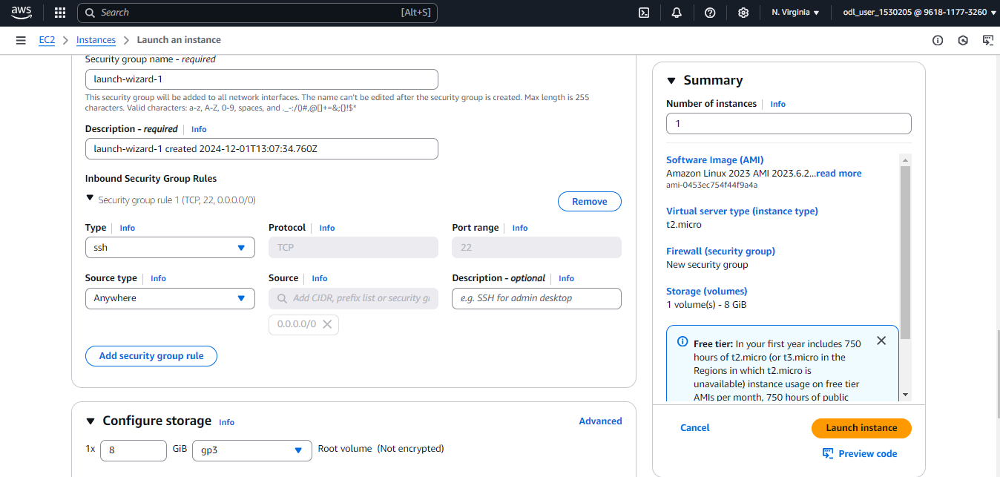 aws
Search
[Alt+S]
N. Virginia
odl_user_1530205 @ 9618-1177-3260
EC2
Instances
Launch an instance
Security group name - required
launch-wizard-1
This security group will be added to all network interfaces. The name can't be edited after the security group is created. Max length is 255
characters. Valid characters: a-z, A-Z, 0-9, spaces, and ._-:/()#,@[]+=&;{}!$*
Description - required
Info
launch-wizard-1 created 2024-12-01T13:07:34.760Z
Inbound Security Group Rules
Security group rule 1 (TCP, 22, 0.0.0.0/0)
Remove
Type Info
Protocol Info
Port range Info
ssh
TCP
22
Source type Info
Source Info
Description - optional Info
Anywhere
Add CIDR, prefix list or security gr
e.g. SSH for admin desktop
0.0.0.0/0
Add security group rule
Configure storage Info
Advanced
1x
8
GiB
gp3
Root volume (Not encrypted)
Summary
Number of instances Info
1
Software Image (AMI)
Amazon Linux 2023 AMI 2023.6.2...read more
ami-0453ec754f44f9a4a
Virtual server type (instance type)
t2.micro
Firewall (security group)
New security group
Storage (volumes)
1 volume(s) - 8 GiB
Free tier: In your first year includes 750
hours of t2.micro (or t3.micro in the
Regions in which t2.micro is
unavailable) instance usage on free tier
AMIs per month, 750 hours of public
Cancel
Launch instance
Preview code